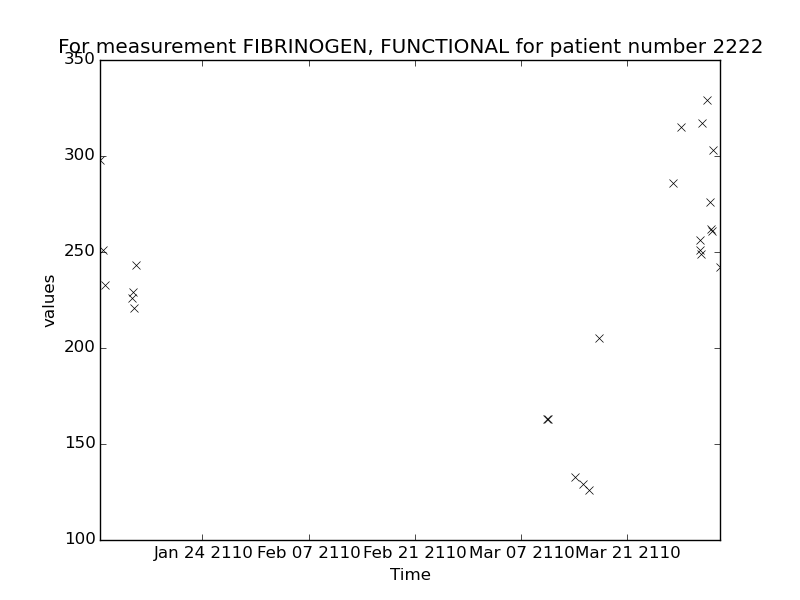 For measurement FIBRINOGEN, FUNCTIONAL for patient number 2222
350
300
250
200
150
100
values
Jan 24 2110 Feb 07 2110 Feb 21 2110 Mar 07 2110 Mar 21 2110
Time